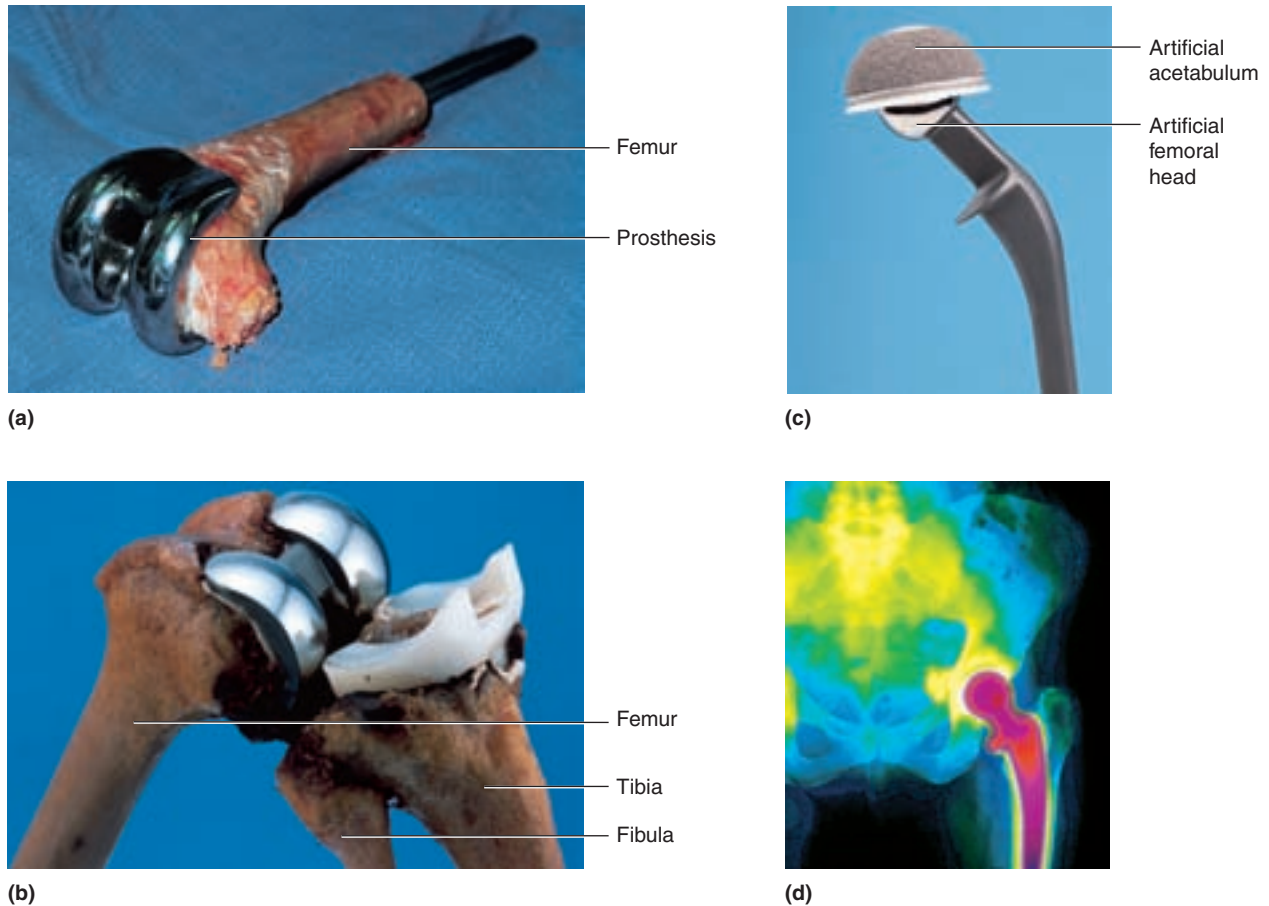 Femur
Prosthesis
(a)
Artificial
acetabulum
Artificial
femoral
head
(c)
Femur
Tibia
Fibula
(b)
(d)